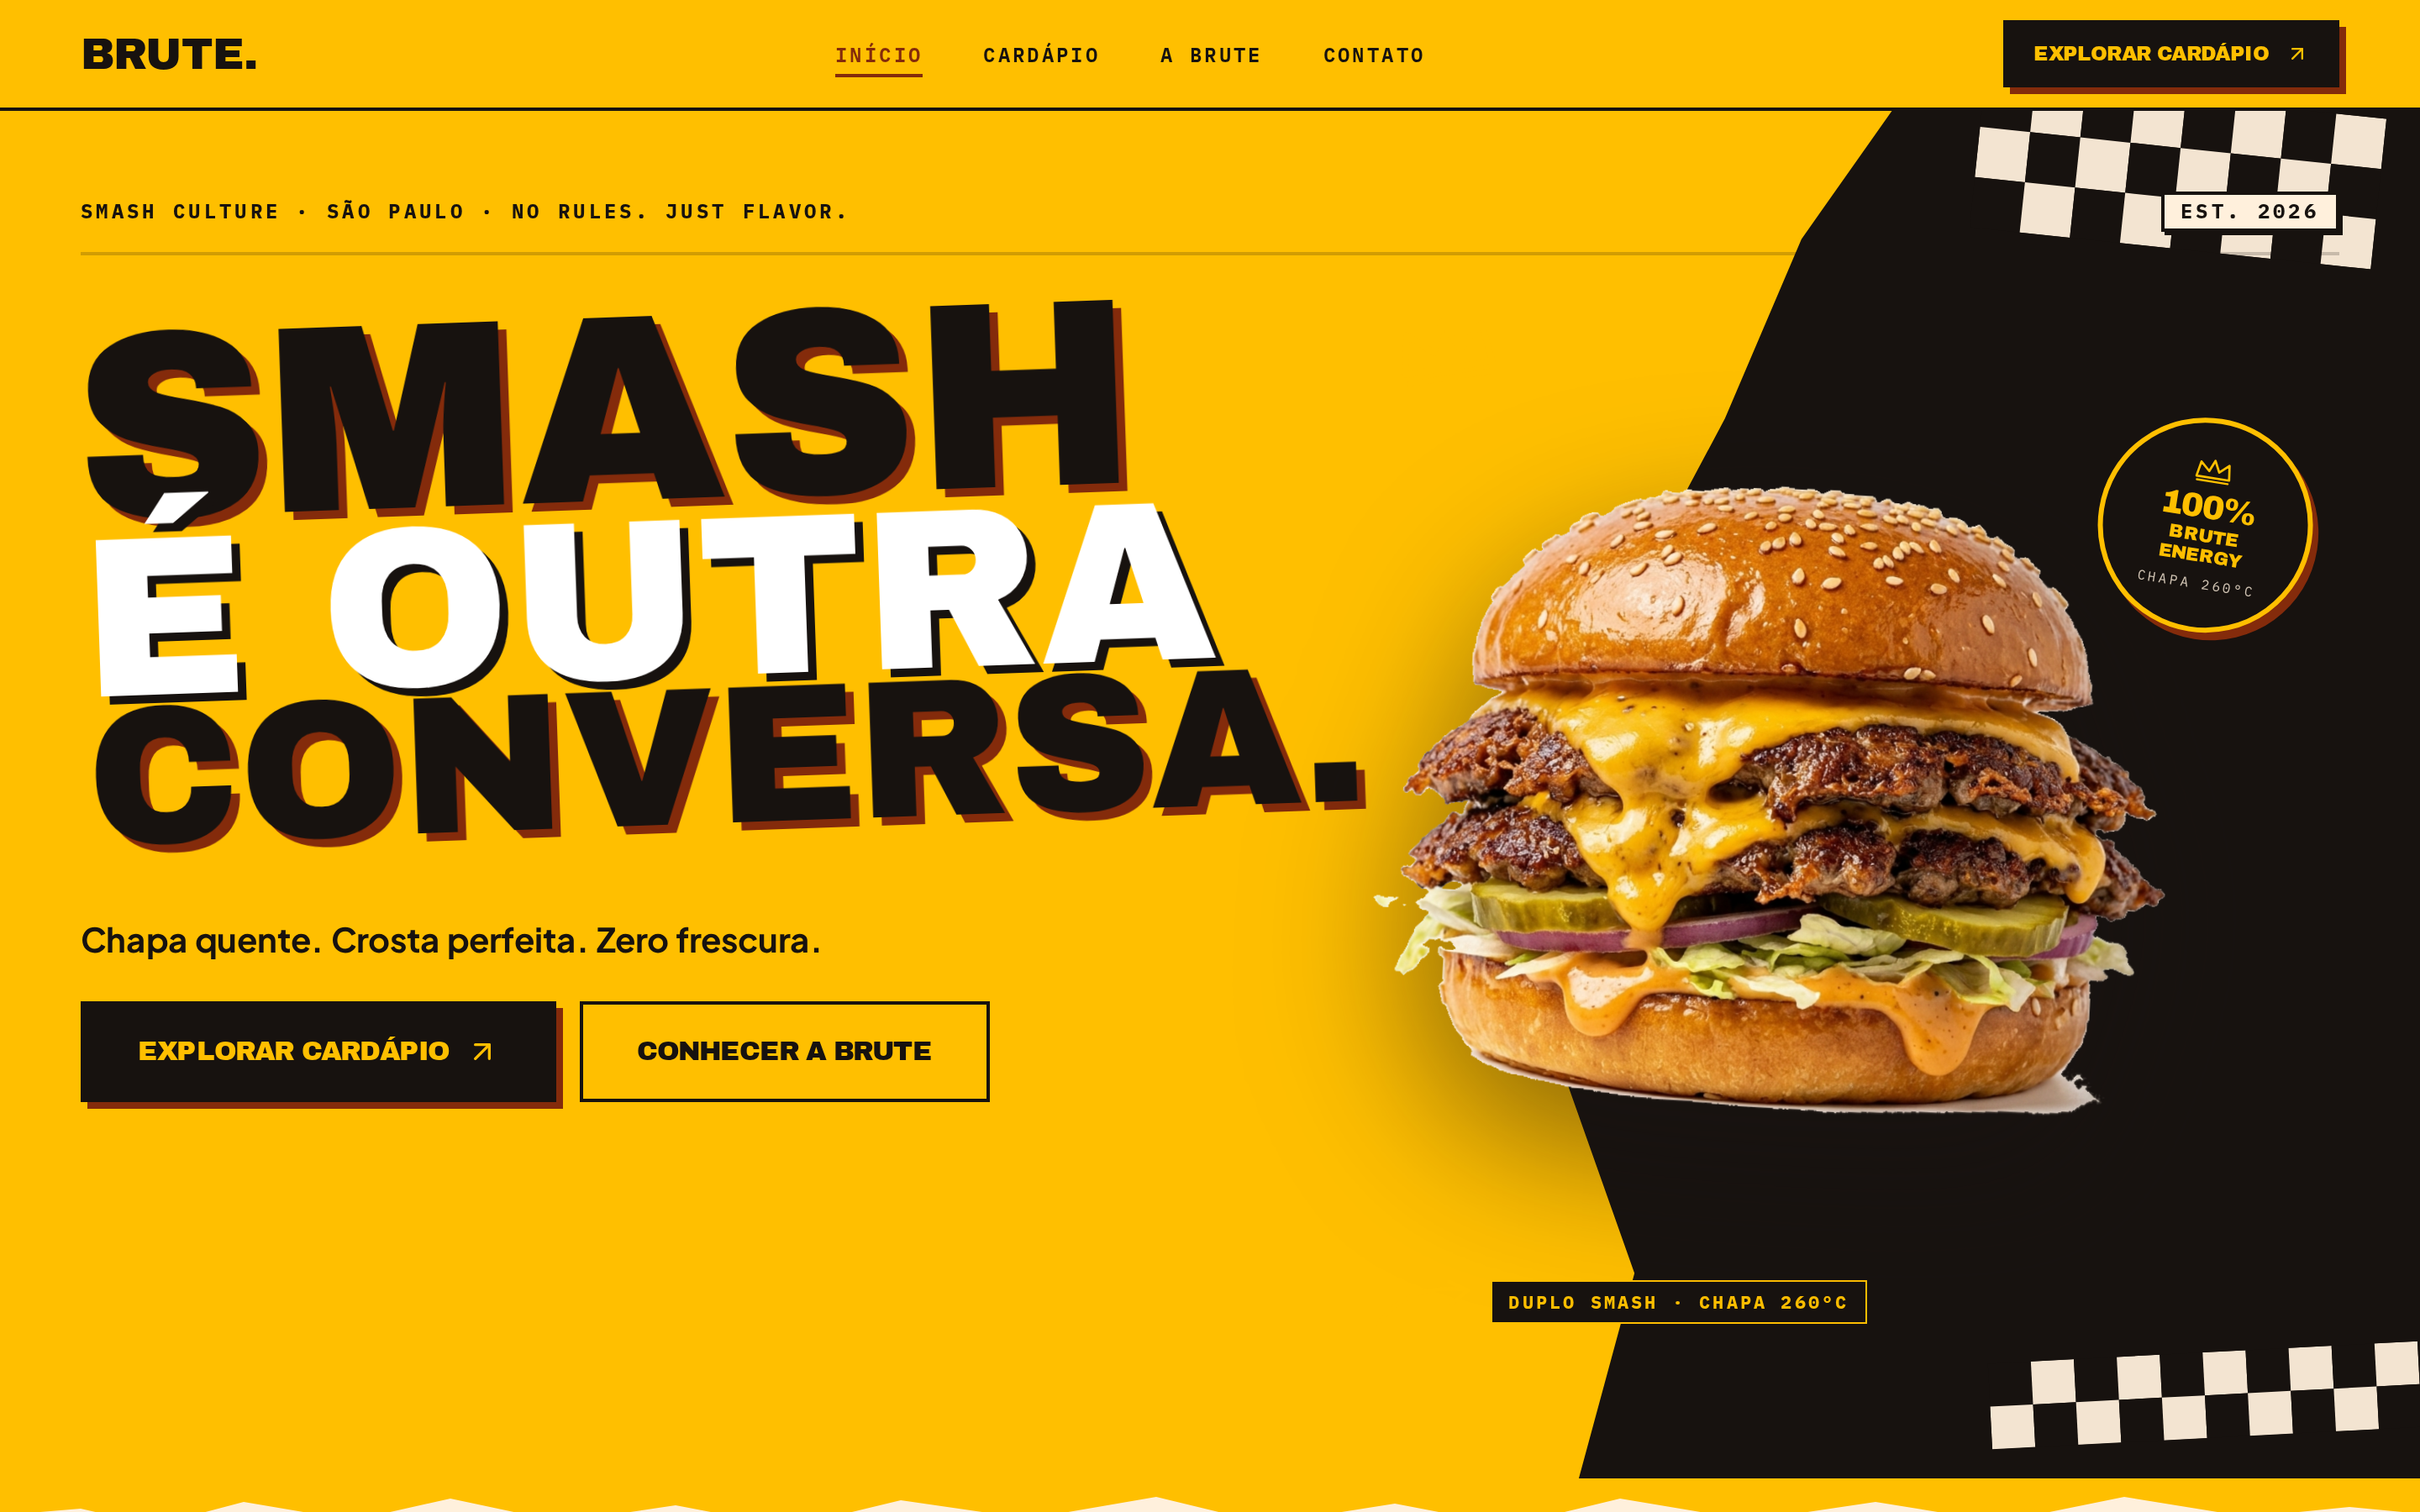 BRUTE.
INÍCIO CARDÁPIO A BRUTE CONTATO
EXPLORAR CARDÁPIO
SMASH CULTURE · SÃO PAULO · NO RULES. JUST FLAVOR.
EST. 2026
SMASH
É OUTRA
CONVERSA.
100%
BRUTE
ENERGY
CHAPA 260°C
Chapa quente. Crosta perfeita. Zero frescura.
EXPLORAR CARDÁPIO
CONHECER A BRUTE
DUPLO SMASH · CHAPA 260°C